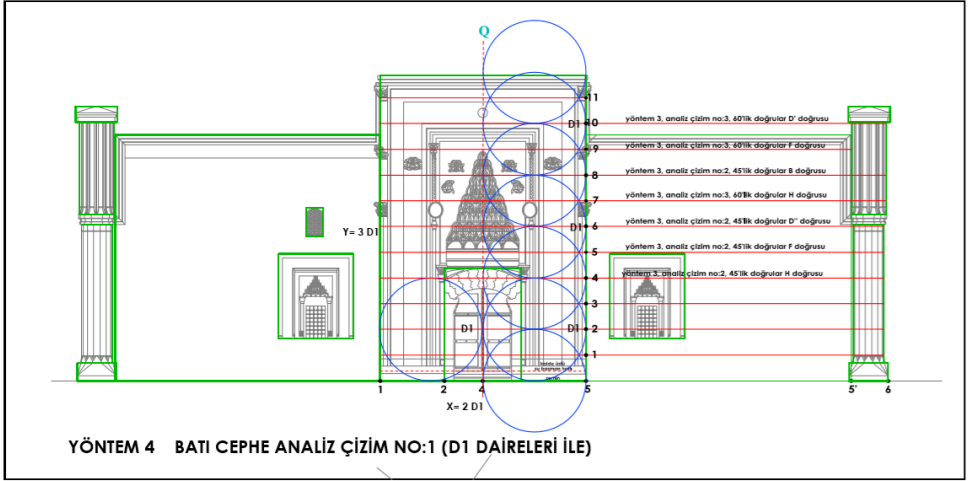 Q
11
10
D1
yöntem 3, analiz çizim no:3, 60'lik doğrular D' doğrusu
9
yöntem 3, analiz çizim no:3, 60'lik doğrular F doğrusu
8
yöntem 3, analiz çizim no:2, 45'lik doğrular B doğrusu
7
yöntem 3, analiz çizim no:3, 60'lik doğrular H doğrusu
Y= 3 D1
D1
6
yöntem 3, analiz çizim no:2, 45'lik doğrular D'' doğrusu
5
yöntem 3, analiz çizim no:2, 45'lik doğrular F doğrusu
4
yöntem 3, analiz çizim no:2, 45'lik doğrular H doğrusu
3
D1
D1
2
1
1 2 4 5 5' 6
X= 2 D1
YÖNTEM 4 BATI CEPHE ANALİZ ÇİZİM NO:1 (D1 DAİRELERİ İLE)